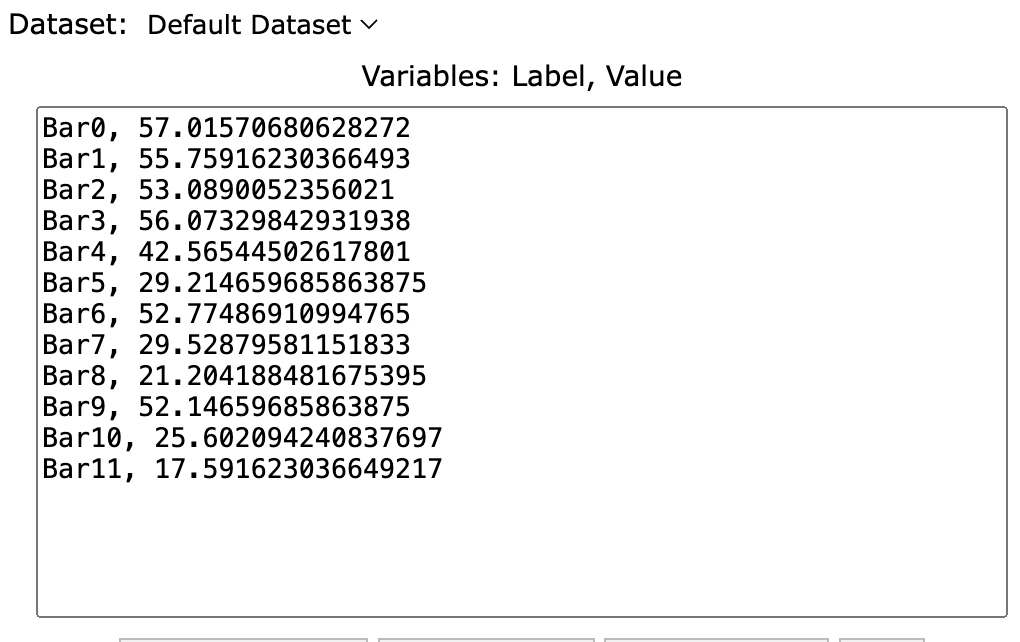 Dataset: Default Dataset
Variables: Label, Value
Bar0, 57.01570680628272
Bar1, 55.75916230366493
Bar2, 53.0890052356021
Bar3, 56.07329842931938
Bar4, 42.56544502617801
Bar5, 29.214659685863875
Bar6, 52.77486910994765
Bar7, 29.52879581151833
Bar8, 21.204188481675395
Bar9, 52.14659685863875
Bar10, 25.602094240837697
Bar11, 17.591623036649217